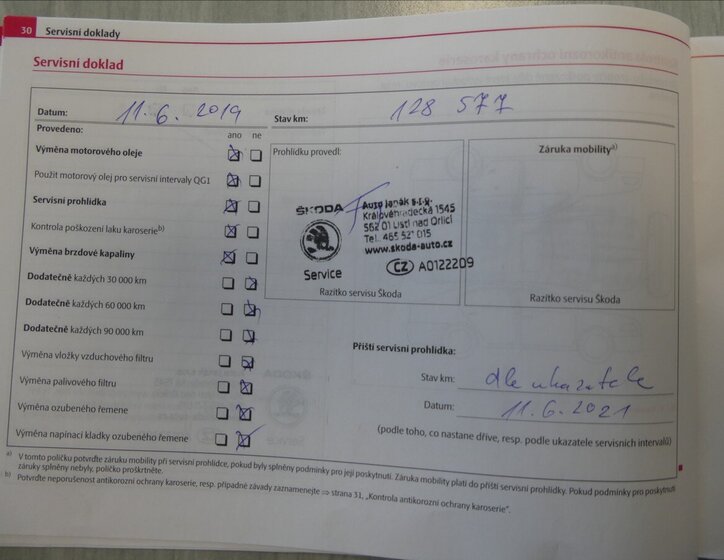 30 Servisní doklady
Servisní doklad
Datum: 11. 6. 2019
Stav km: 128 577
Provedeno:
ano ne
Výměna motorového oleje
Použit motorový olej pro servisní intervaly QG1
Servisní prohlídka
Kontrola poškození laku karoserieb)
Výměna brzdové kapaliny
Dodatečně každých 30 000 km
Dodatečně každých 60 000 km
Dodatečně každých 90 000 km
Výměna vložky vzduchového filtru
Výměna palivového filtru
Výměna ozubeného řemene
Výměna napínací kladky ozubeného řemene
Prohlídku provedl:
ŠKODA
Service
Auto Janák s.r.o.
Královéhradecká 1545
562 01 Ústí nad Orlicí
Tel. 465 527 015
www.skoda-auto.cz
CZ A0122209
Razítko servisu Škoda
Záruka mobilitya)
Razítko servisu Škoda
Příští servisní prohlídka:
Stav km: dle ukazatele
Datum: 11. 6. 2021
(podle toho, co nastane dříve, resp. podle ukazatele servisních intervalů)
a) V tomto políčku potvrďte záruku mobility při servisní prohlídce, pokud byly splněny podmínky pro její poskytnutí. Záruka mobility platí do příští servisní prohlídky. Pokud podmínky pro poskytnutí
záruky splněny nebyly, políčko proškrtněte.
b) Potvrďte neporušenost antikorozní ochrany karoserie, resp. případné závady zaznamenejte ⇒ strana 31, „Kontrola antikorozní ochrany karoserie“.